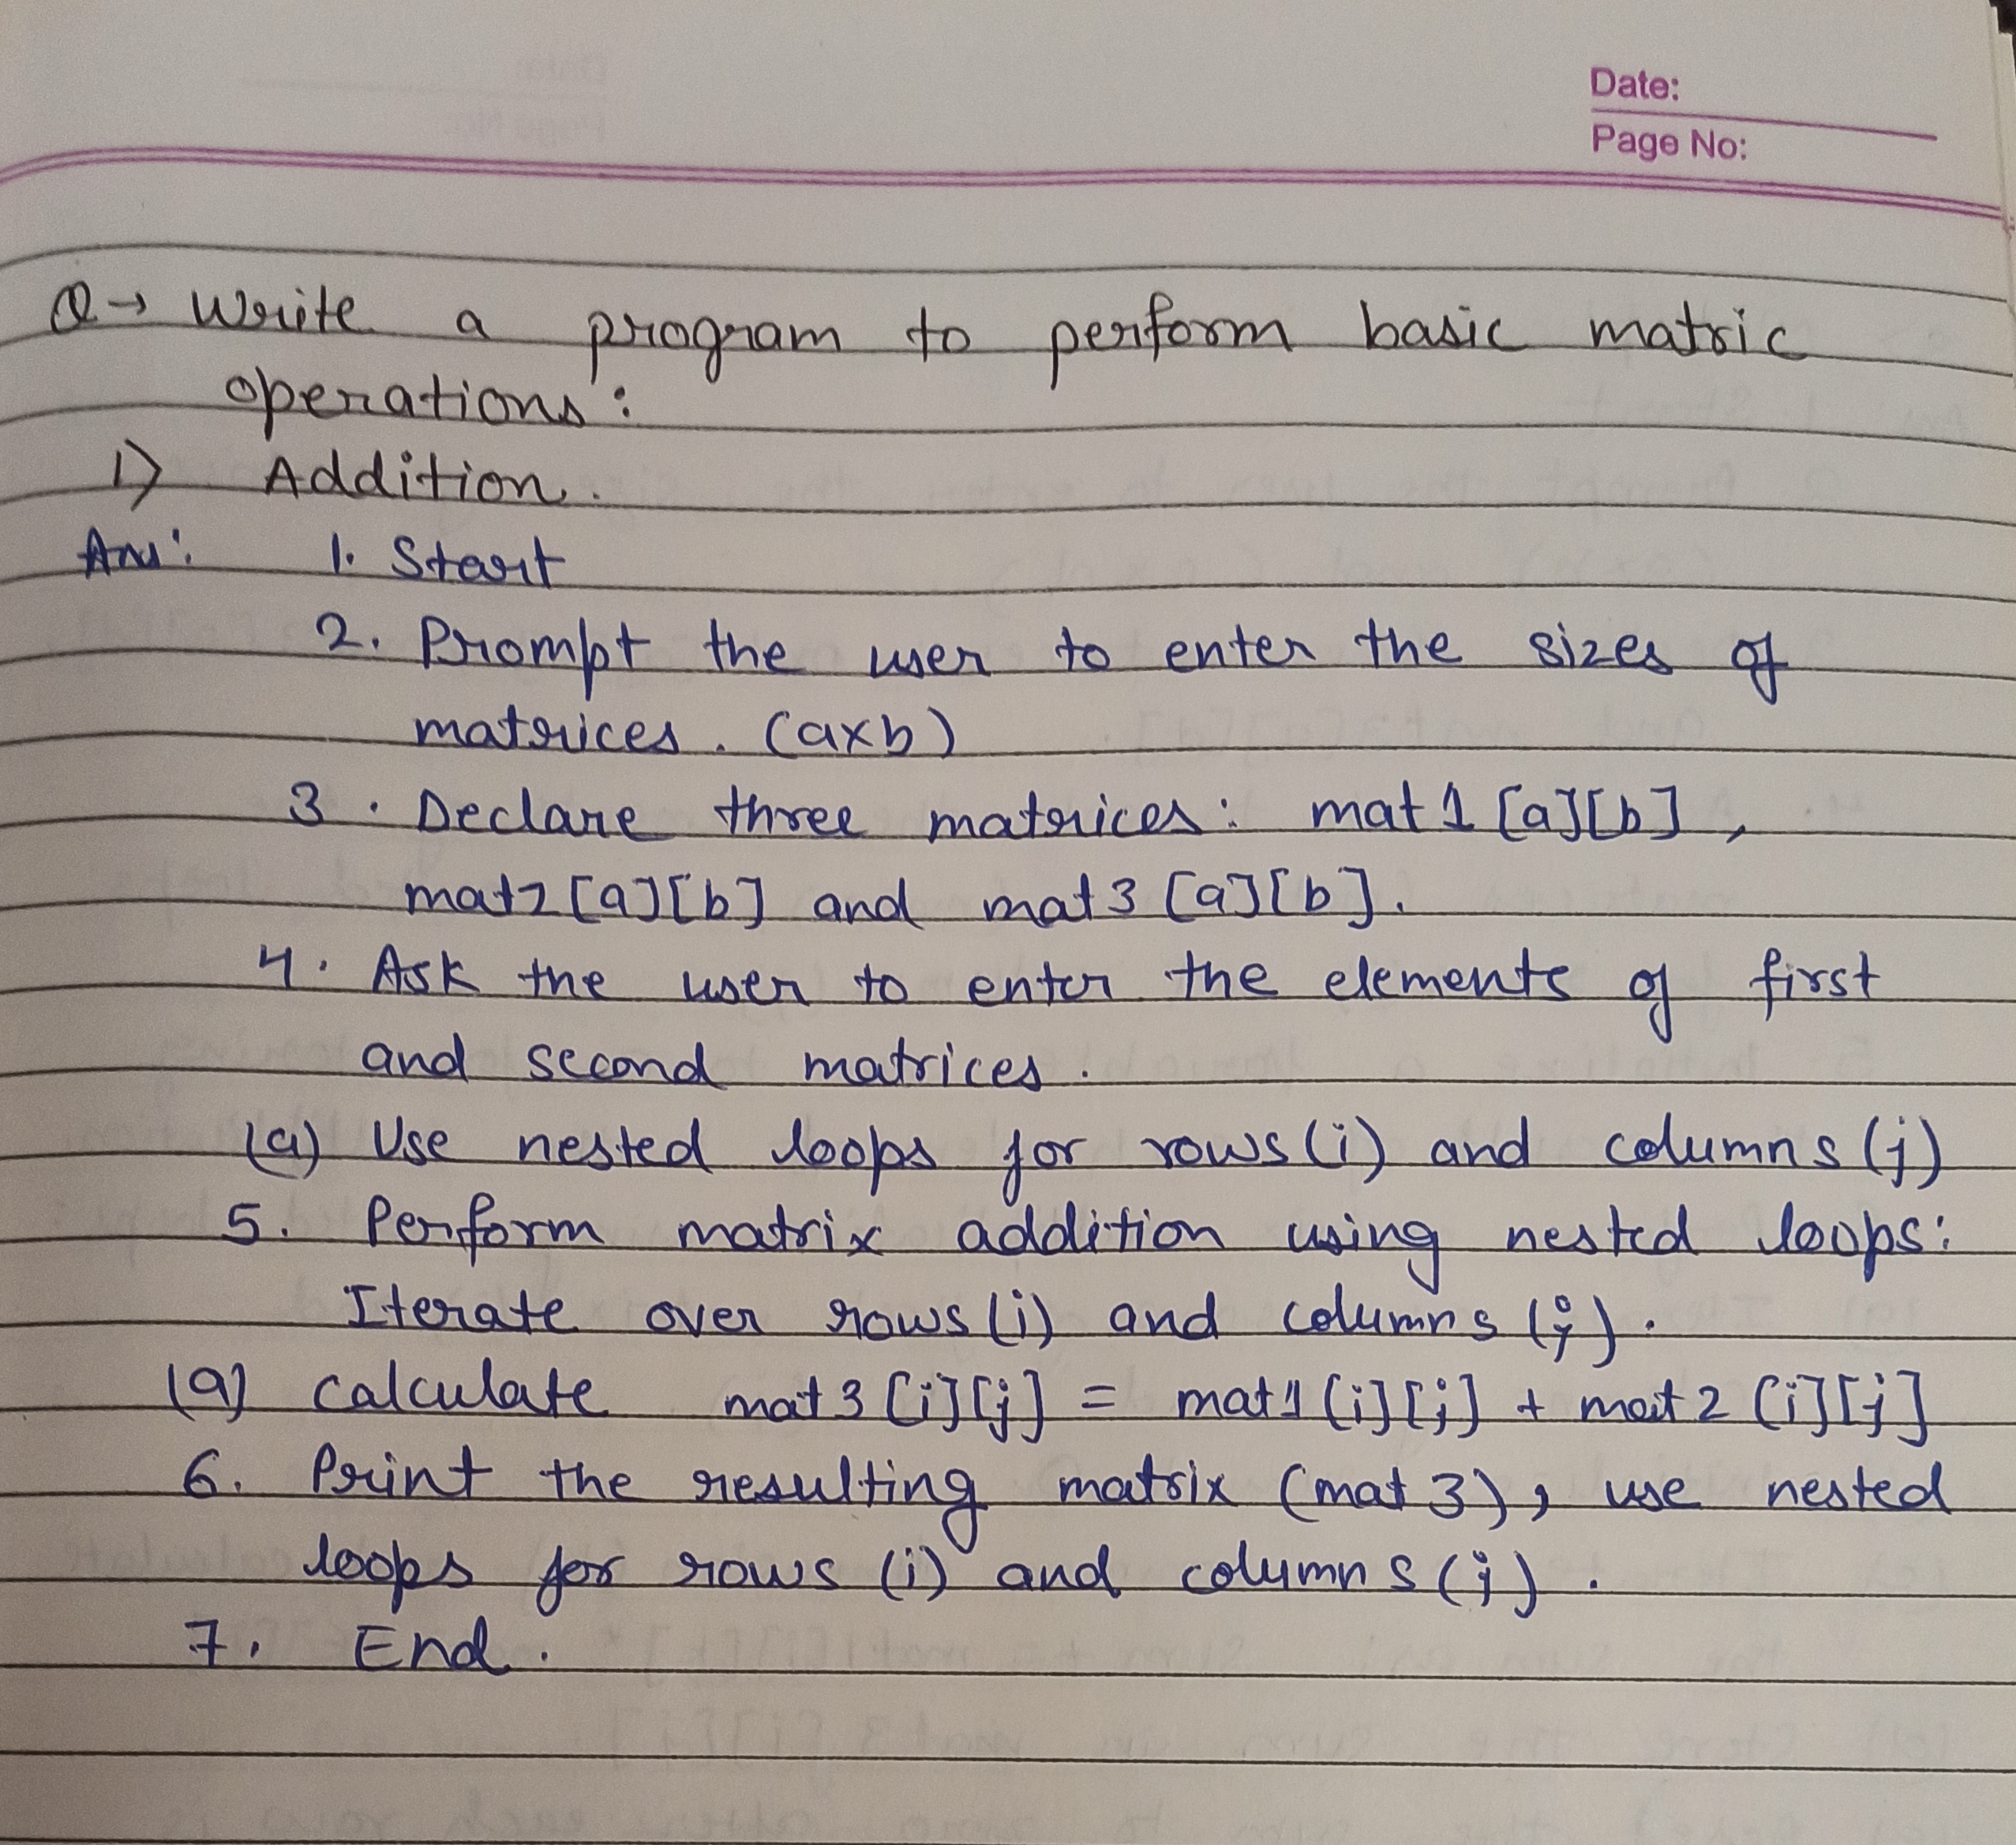 Date:
Page No:
Q→ Write a program to perform basic matric
operations:
1) Addition.
Ans: 1. Start
2. Prompt the user to enter the sizes of
matrices. (axb)
3. Declare three matrices: mat1[a][b],
mat2[a][b] and mat3[a][b].
4. Ask the user to enter the elements of first
and second matrices.
(a) Use nested loops for rows(i) and columns(j)
5. Perform matrix addition using nested loops:
Iterate over rows(i) and columns(j).
(a) calculate mat3[i][j] = mat1[i][j] + mat2[i][j]
6. Print the resulting matrix (mat3), use nested
loops for rows (i) and columns(j).
7. End.